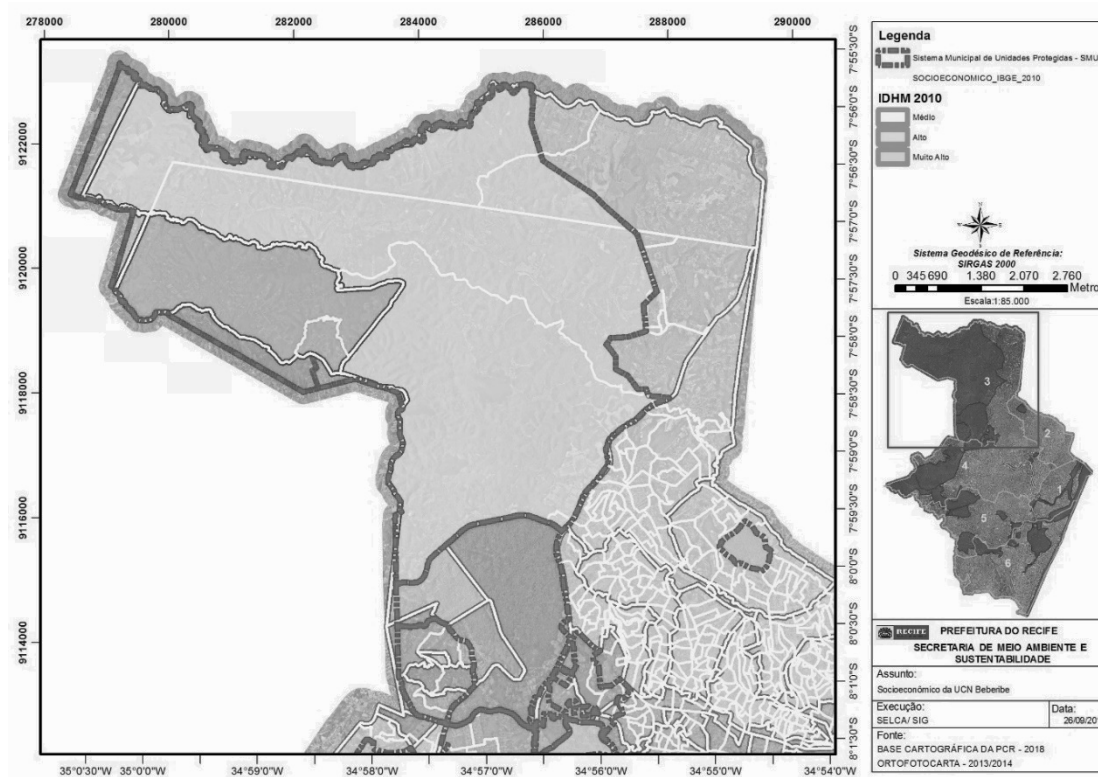 278000 280000 282000 284000 286000 288000 290000
9122000
9120000
9118000
9116000
9114000
7°55'30"S
7°56'0"S
7°56'30"S
7°57'0"S
7°57'30"S
7°58'0"S
7°58'30"S
7°59'0"S
7°59'30"S
8°0'0"S
8°0'30"S
8°1'0"S
8°1'30"S
35°0'30"W 35°0'0"W 34°59'0"W 34°58'0"W 34°57'0"W 34°56'0"W 34°55'0"W 34°54'0"W
Legenda
Sistema Municipal de Unidades Protegidas - SMU
SOCIOECONOMICO_IBGE_2010
IDHM 2010
Médio
Alto
Muito Alto
Sistema Geodésico de Referência:
SIRGAS 2000
0 345 690 1.380 2.070 2.760
Metro
Escala:1:85.000
3
2
4
1
5
6
RECIFE
PREFEITURA DO RECIFE
SECRETARIA DE MEIO AMBIENTE E
SUSTENTABILIDADE
Assunto:
Socioeconômico da UCN Beberibe
Execução:
SELCA/ SIG
Data:
26/09/20
Fonte:
BASE CARTOGRÁFICA DA PCR - 2018
ORTOFOTOCARTA - 2013/2014